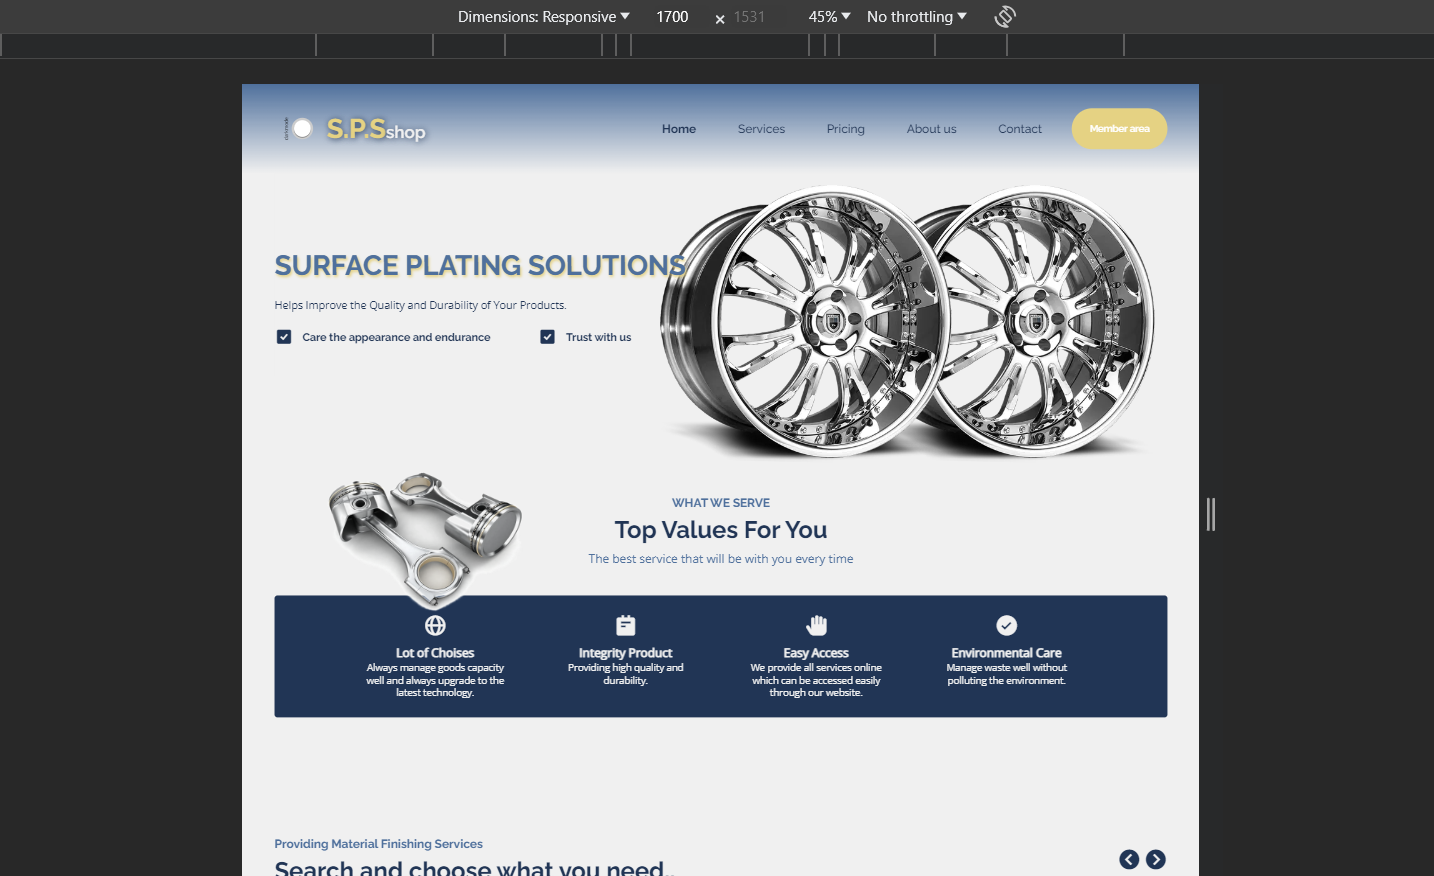 Dimensions: Responsive 1700 × 1531 45% No throttling
S.P.Sshop Home Services Pricing About us Contact Member area
SURFACE PLATING SOLUTIONS
Helps Improve the Quality and Durability of Your Products.
Care the appearance and endurance Trust with us
WHAT WE SERVE
Top Values For You
The best service that will be with you every time
Lot of Choises
Always manage goods capacity
well and always upgrade to the
latest technology.
Integrity Product
Providing high quality and
durability.
Easy Access
We provide all services online
which can be accessed easily
through our website.
Environmental Care
Manage waste well without
polluting the environment.
Providing Material Finishing Services
Search and choose what you need..